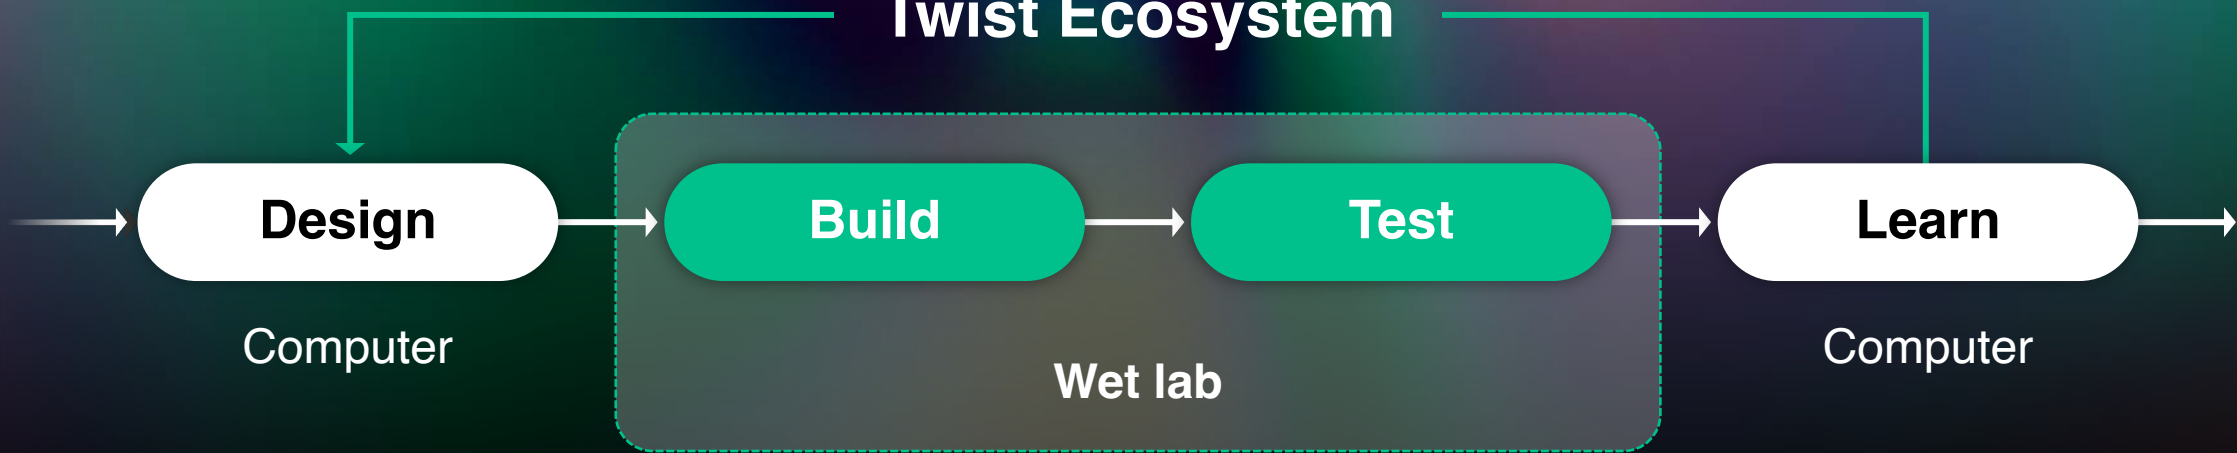 Twist Ecosystem
Design
Build
Test
Learn
Computer
Wet lab
Computer